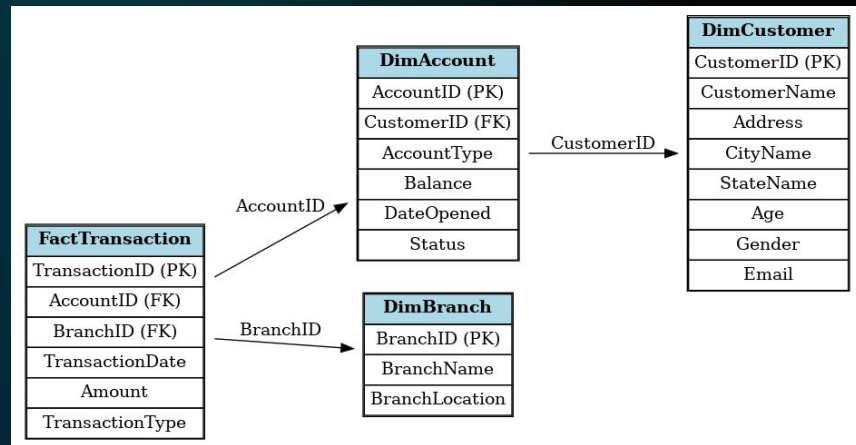 FactTransaction
TransactionID (PK)
AccountID (FK)
BranchID (FK)
TransactionDate
Amount
TransactionType
AccountID
BranchID
DimAccount
AccountID (PK)
CustomerID (FK)
AccountType
Balance
DateOpened
Status
DimBranch
BranchID (PK)
BranchName
BranchLocation
CustomerID
DimCustomer
CustomerID (PK)
CustomerName
Address
CityName
StateName
Age
Gender
Email